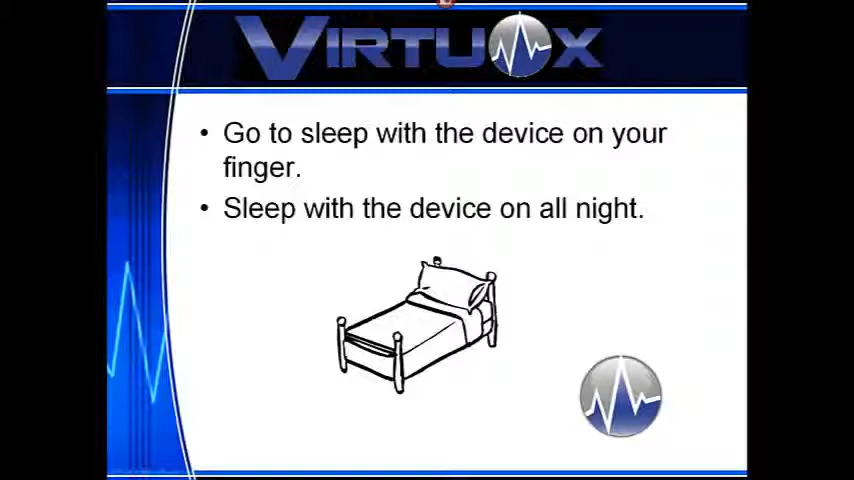 VIRTUOX
• Go to sleep with the device on your
finger.
• Sleep with the device on all night.